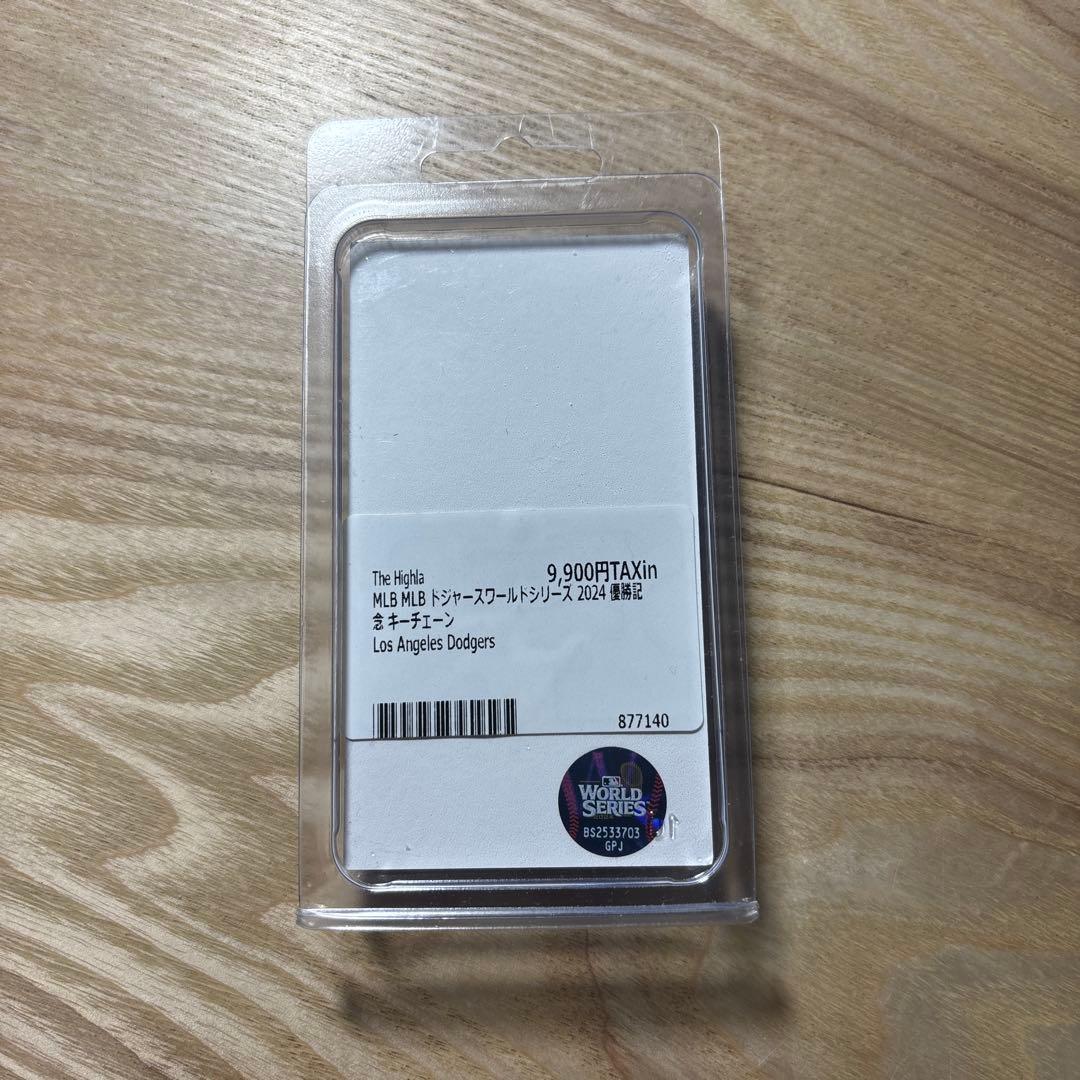 The Highla 9,900円TAXin
MLB MLB ドジャースワールドシリーズ 2024 優勝記
念 キーチェーン
Los Angeles Dodgers
877140
WORLD
SERIES
2024
BS2533703
GPJ